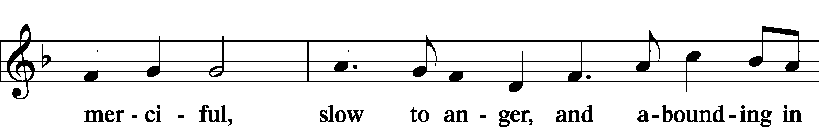 mer - ci - ful, slow to an - ger, and a - bound - ing in